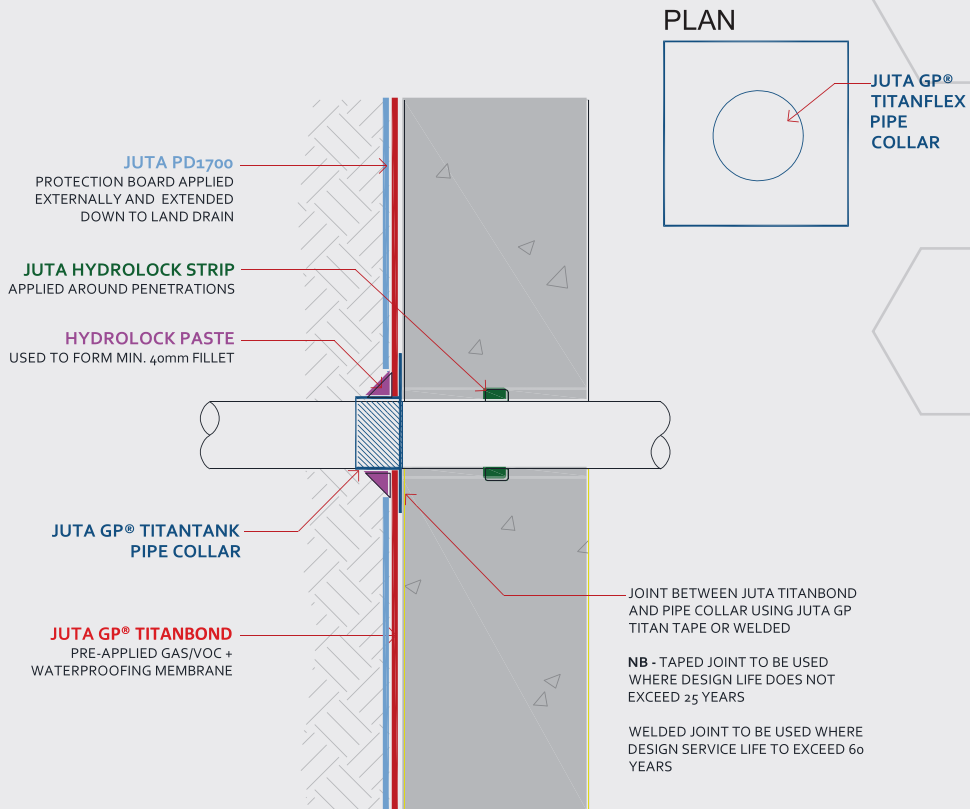 PLAN
JUTA GP®
TITANFLEX
PIPE
COLLAR
JUTA PD1700
PROTECTION BOARD APPLIED
EXTERNALLY AND EXTENDED
DOWN TO LAND DRAIN
JUTA HYDROLOCK STRIP
APPLIED AROUND PENETRATIONS
HYDROLOCK PASTE
USED TO FORM MIN. 40mm FILLET
JUTA GP® TITANTANK
PIPE COLLAR
JUTA GP® TITANBOND
PRE-APPLIED GAS/VOC +
WATERPROOFING MEMBRANE
JOINT BETWEEN JUTA TITANBOND
AND PIPE COLLAR USING JUTA GP
TITAN TAPE OR WELDED
NB - TAPED JOINT TO BE USED
WHERE DESIGN LIFE DOES NOT
EXCEED 25 YEARS
WELDED JOINT TO BE USED WHERE
DESIGN SERVICE LIFE TO EXCEED 60
YEARS